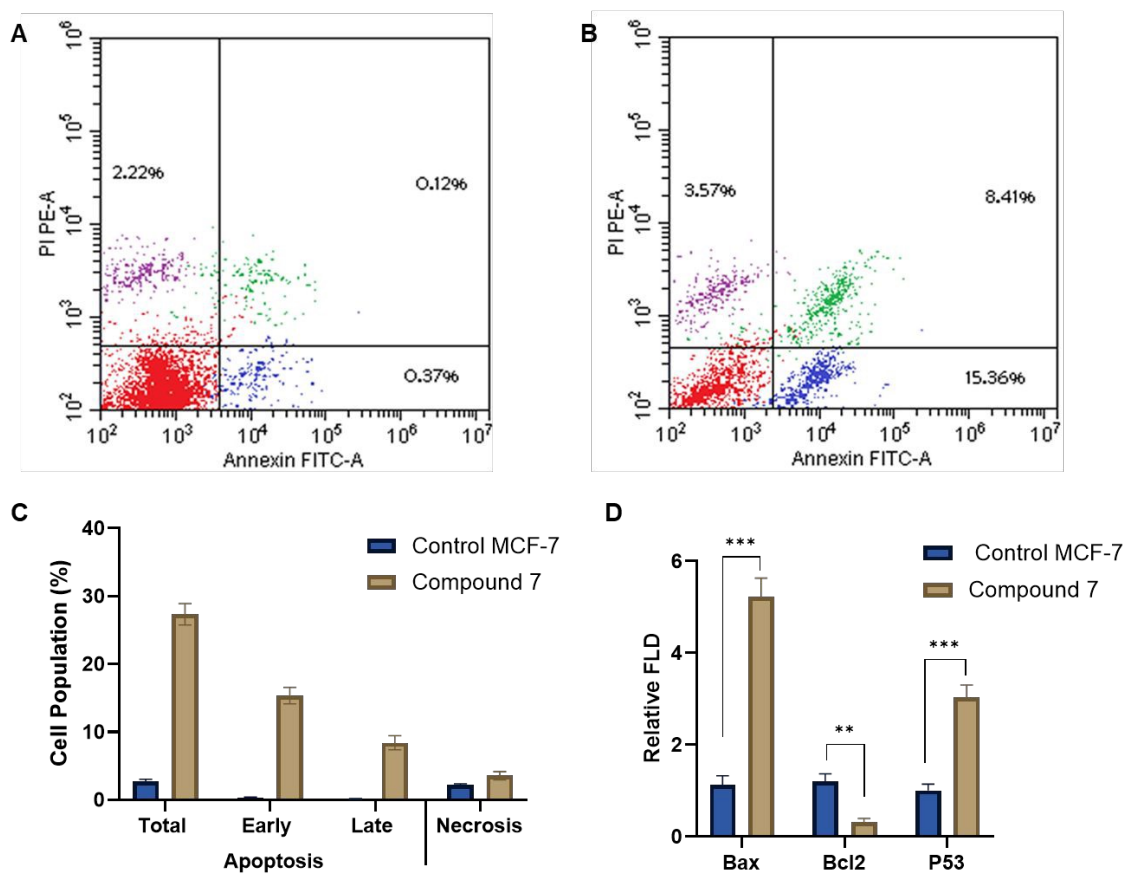 A
10^6
10^5
10^4
10^3
10^2
PI PE-A
2.22%
0.12%
0.37%
10^2 10^3 10^4 10^5 10^6 10^7
Annexin FITC-A
B
10^6
10^5
10^4
10^3
10^2
PI PE-A
3.57%
8.41%
15.36%
10^2 10^3 10^4 10^5 10^6 10^7
Annexin FITC-A
C
Control MCF-7
Compound 7
40
30
20
10
0
Cell Population (%)
Total Early Late Necrosis
Apoptosis
D
Control MCF-7
Compound 7
6
4
2
0
Relative FLD
***
**
***
Bax Bcl2 P53